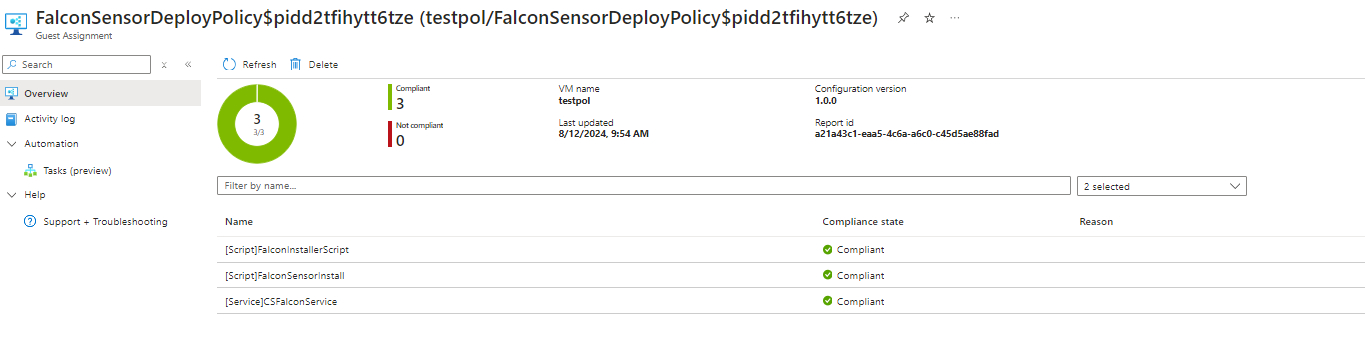 FalconSensorDeployPolicy$pidd2tfihytt6tze (testpol/FalconSensorDeployPolicy$pidd2tfihytt6tze)
Guest Assignment
Search
Overview
Activity log
Automation
Tasks (preview)
Help
Support + Troubleshooting
Refresh
Delete
3
3/3
Compliant
3
Not compliant
0
VM name
testpol
Last updated
8/12/2024, 9:54 AM
Configuration version
1.0.0
Report id
a21a43c1-eaa5-4c6a-a6c0-c45d5ae88fad
Filter by name...
2 selected
Name Compliance state Reason
[Script]FalconInstallerScript Compliant
[Script]FalconSensorInstall Compliant
[Service]CSFalconService Compliant